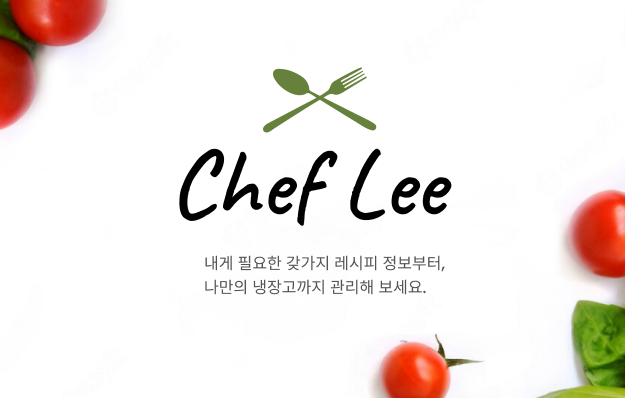 Chef Lee
내게 필요한 갖가지 레시피 정보부터,
나만의 냉장고까지 관리해 보세요.